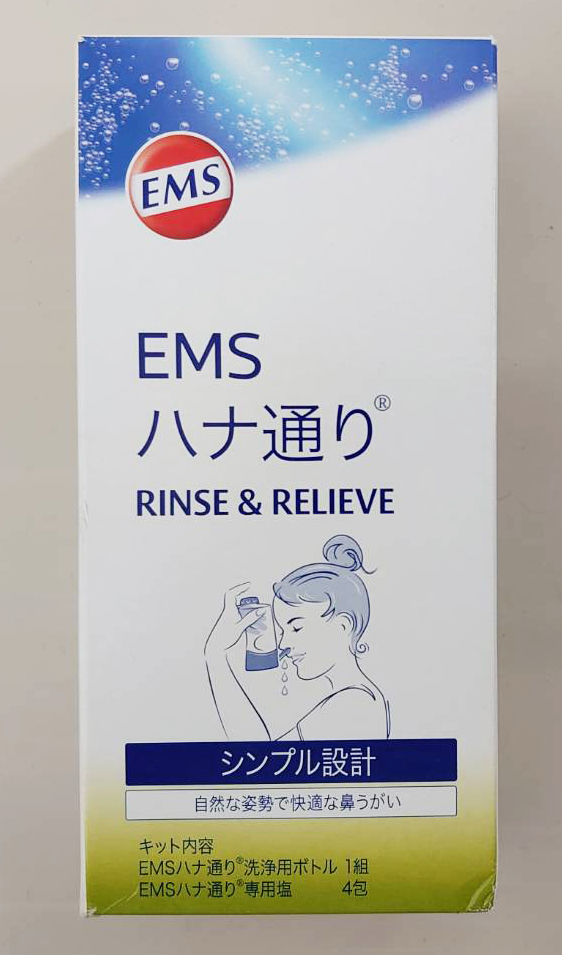 EMS
EMS
ハナ通り®
RINSE & RELIEVE
シンプル設計
自然な姿勢で快適な鼻うがい
キット内容
EMSハナ通り®洗浄用ボトル 1組
EMSハナ通り®専用塩 4包